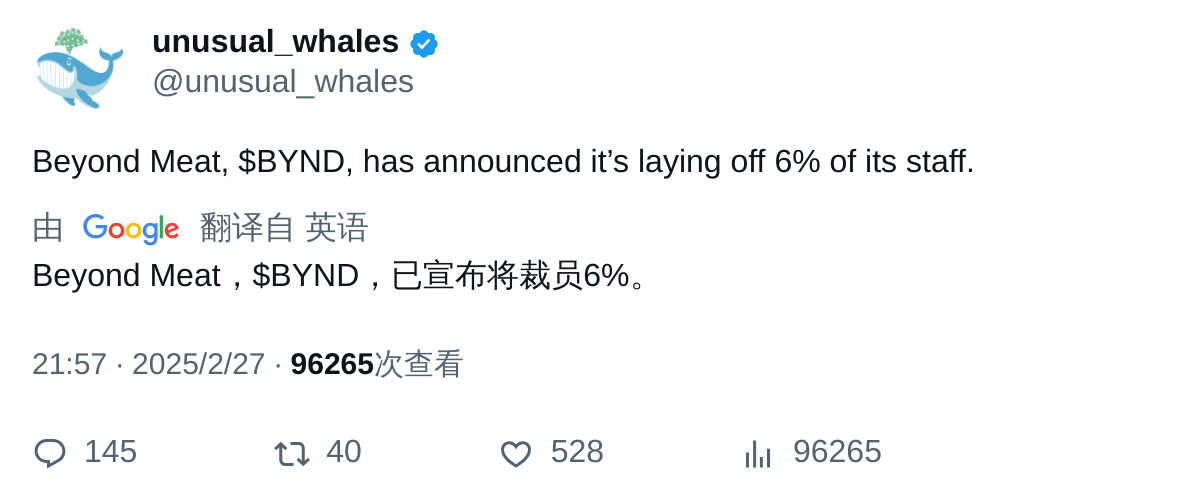 unusual_whales
@unusual_whales
Beyond Meat, $BYND, has announced it’s laying off 6% of its staff.
由 Google 翻译自 英语
Beyond Meat，$BYND，已宣布将裁员6%。
21:57 · 2025/2/27 · 96265次查看
145 40 528 96265